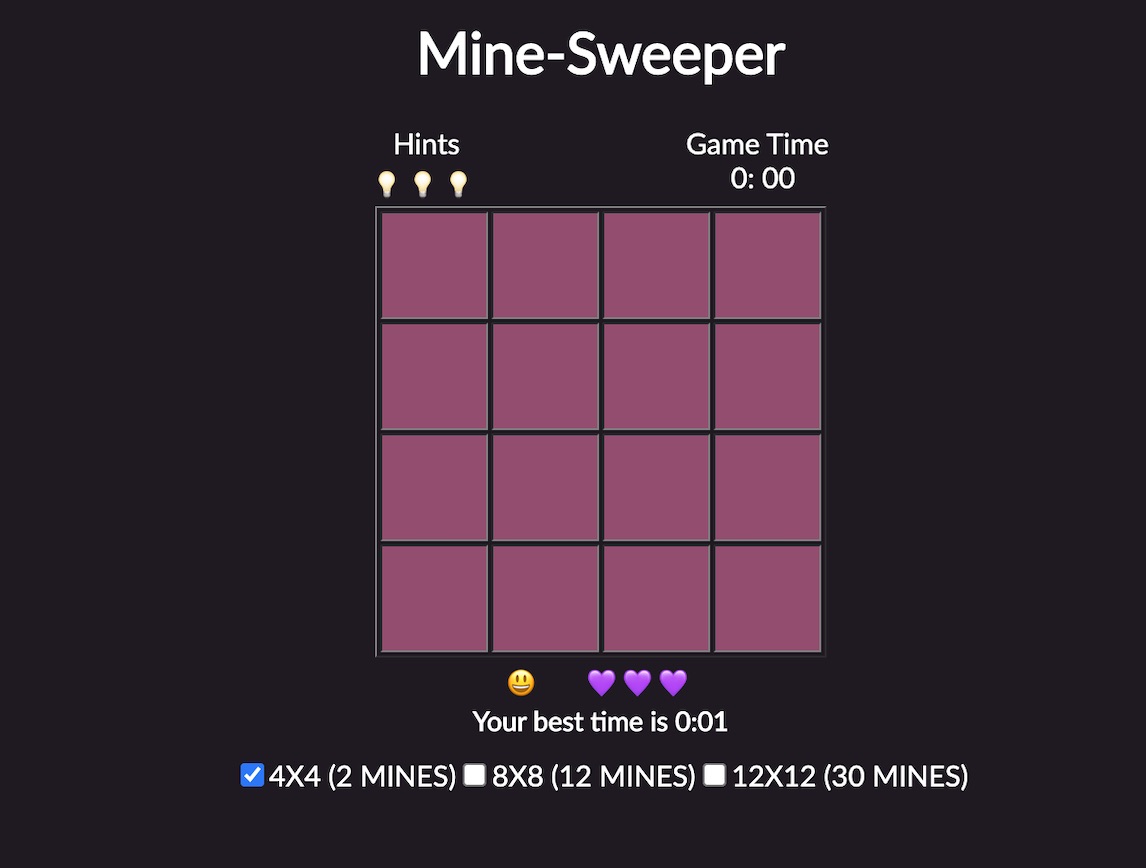 Mine-Sweeper
Hints
Game Time
0: 00
Your best time is 0:01
4X4 (2 MINES) 8X8 (12 MINES) 12X12 (30 MINES)